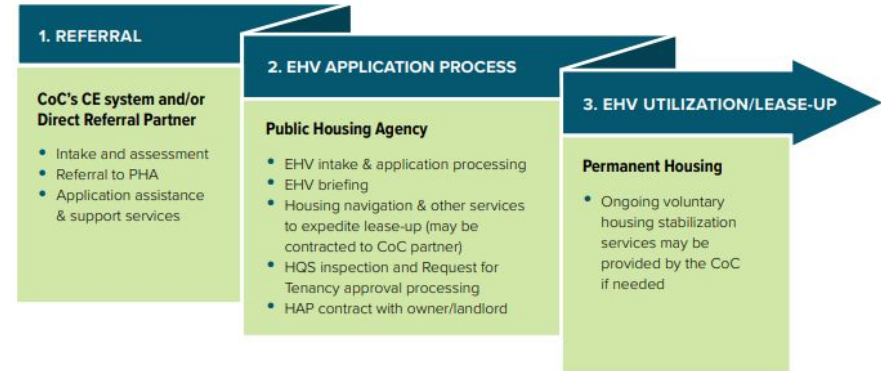 1. REFERRAL
CoC's CE system and/or
Direct Referral Partner
• Intake and assessment
• Referral to PHA
• Application assistance
& support services
2. EHV APPLICATION PROCESS
Public Housing Agency
• EHV intake & application processing
• EHV briefing
• Housing navigation & other services
to expedite lease-up (may be
contracted to CoC partner)
• HQS inspection and Request for
Tenancy approval processing
• HAP contract with owner/landlord
3. EHV UTILIZATION/LEASE-UP
Permanent Housing
• Ongoing voluntary
housing stabilization
services may be
provided by the CoC
if needed